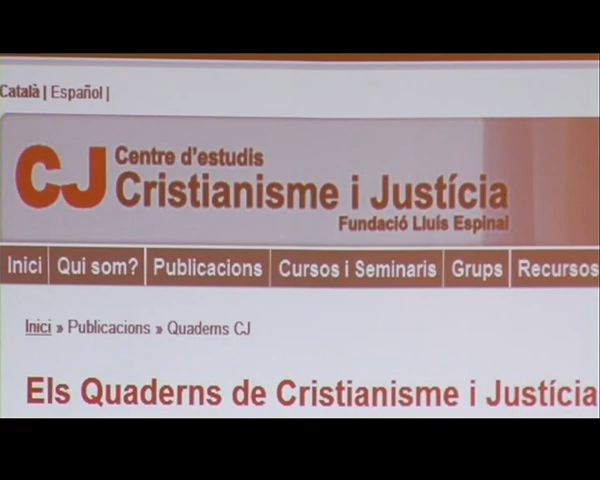 Català | Español |
CJ Centre d'estudis
Cristianisme i Justícia
Fundació Lluís Espinal
Inici Qui som? Publicacions Cursos i Seminaris Grups Recursos
Inici » Publicacions » Quaderns CJ
Els Quaderns de Cristianisme i Justícia